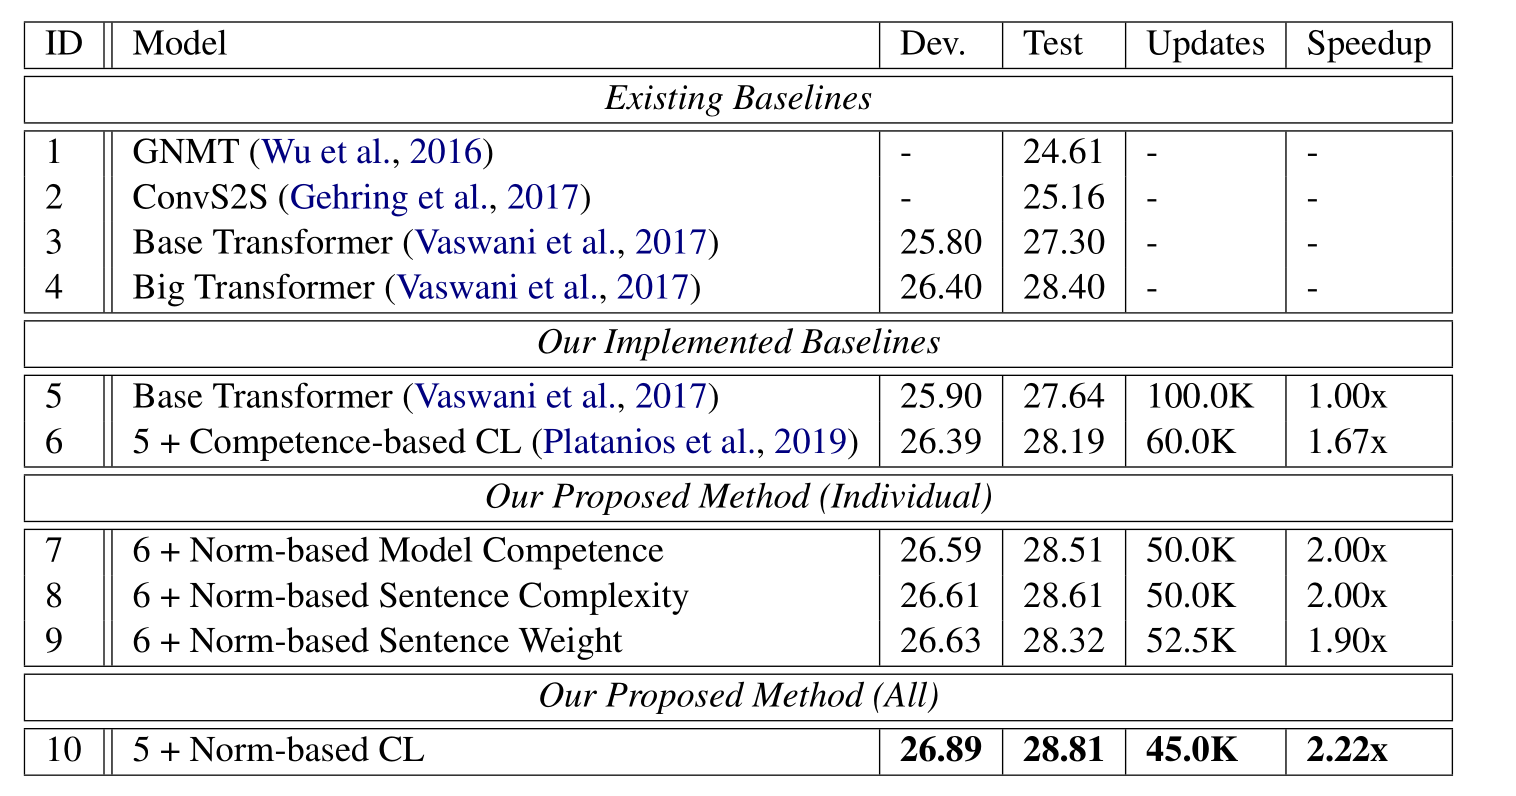 ID Model Dev. Test Updates Speedup
Existing Baselines
1 GNMT (Wu et al., 2016) - 24.61 - -
2 ConvS2S (Gehring et al., 2017) - 25.16 - -
3 Base Transformer (Vaswani et al., 2017) 25.80 27.30 - -
4 Big Transformer (Vaswani et al., 2017) 26.40 28.40 - -
Our Implemented Baselines
5 Base Transformer (Vaswani et al., 2017) 25.90 27.64 100.0K 1.00x
6 5 + Competence-based CL (Platanios et al., 2019) 26.39 28.19 60.0K 1.67x
Our Proposed Method (Individual)
7 6 + Norm-based Model Competence 26.59 28.51 50.0K 2.00x
8 6 + Norm-based Sentence Complexity 26.61 28.61 50.0K 2.00x
9 6 + Norm-based Sentence Weight 26.63 28.32 52.5K 1.90x
Our Proposed Method (All)
10 5 + Norm-based CL 26.89 28.81 45.0K 2.22x